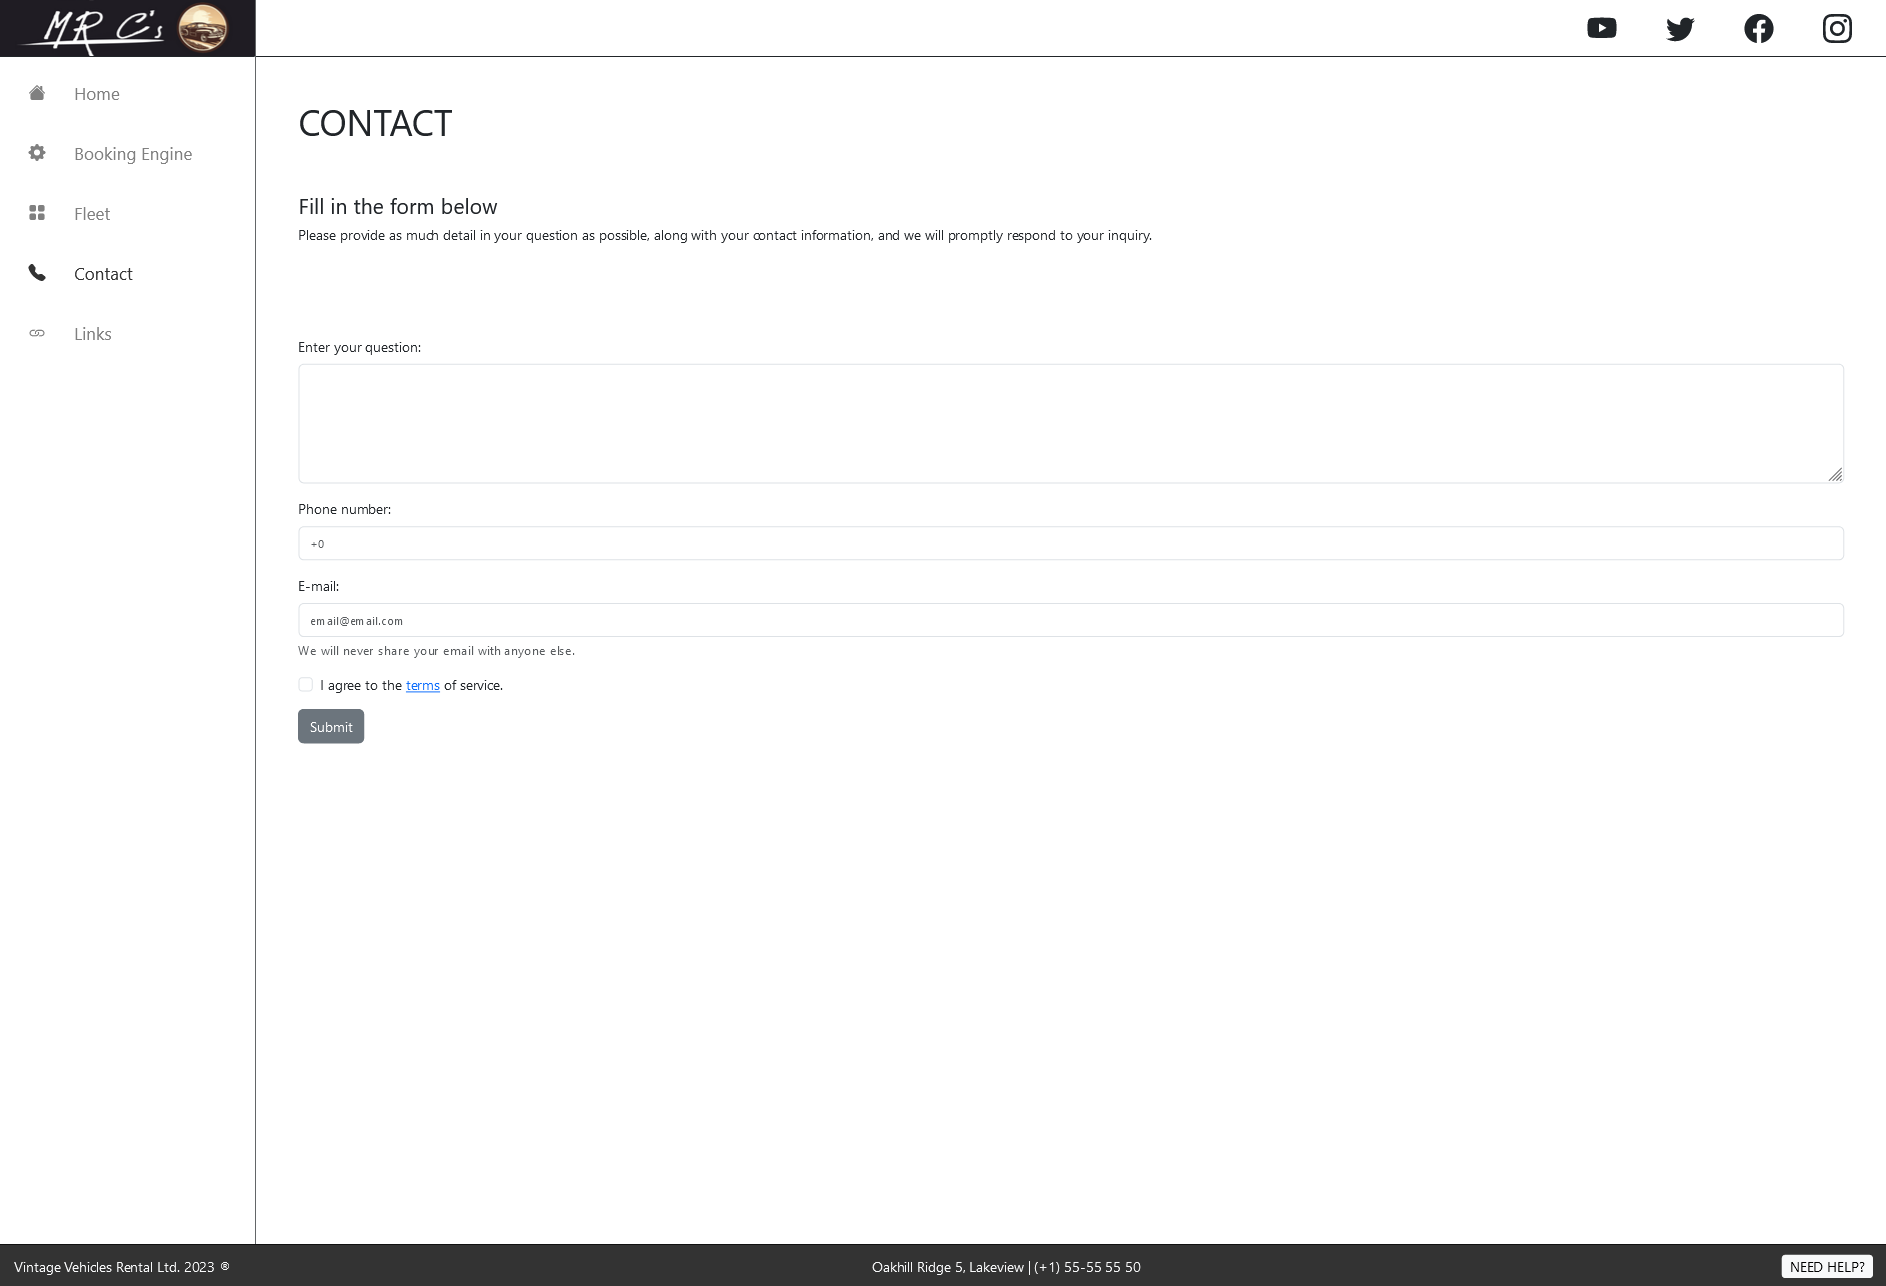 MR C's
Home
Booking Engine
Fleet
Contact
Links
CONTACT
Fill in the form below
Please provide as much detail in your question as possible, along with your contact information, and we will promptly respond to your inquiry.
Enter your question:
Phone number:
+0
E-mail:
email@email.com
We will never share your email with anyone else.
I agree to the terms of service.
Submit
Vintage Vehicles Rental Ltd. 2023 ®
Oakhill Ridge 5, Lakeview | (+1) 55-55 55 50
NEED HELP?